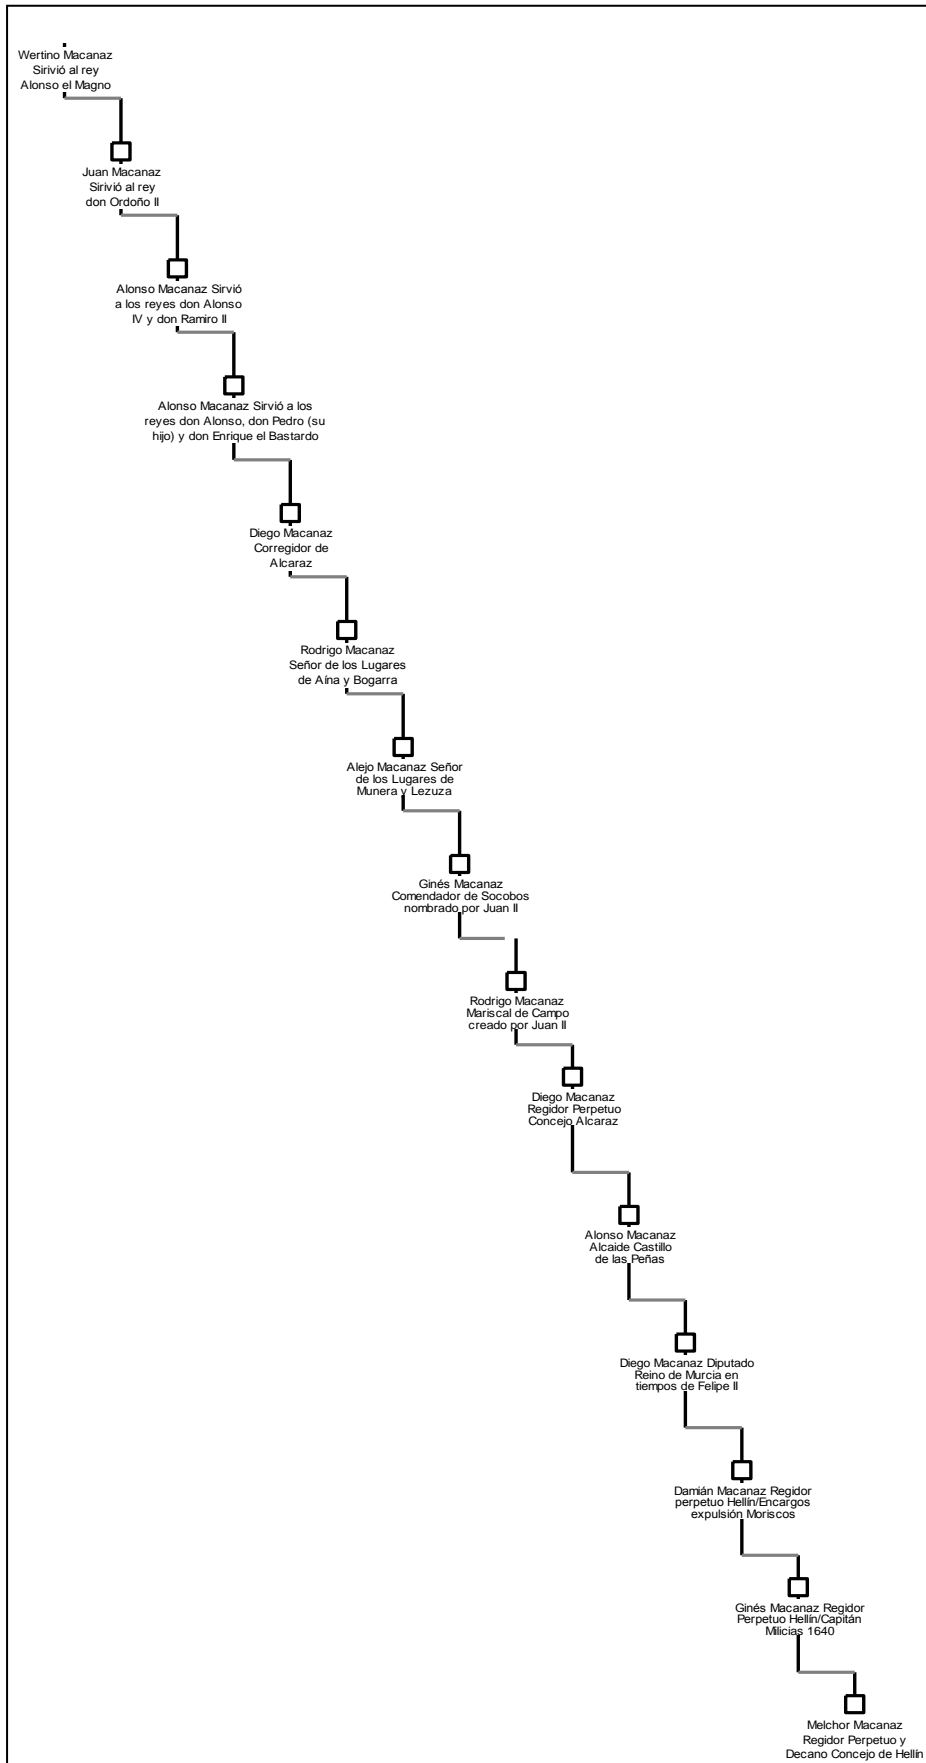 Wertino Macanaz
Sirivió al rey
Alonso el Magno
Juan Macanaz
Sirivió al rey
don Ordoño II
Alonso Macanaz Sirvió
a los reyes don Alonso
IV y don Ramiro II
Alonso Macanaz Sirvió a los
reyes don Alonso, don Pedro (su
hijo) y don Enrique el Bastardo
Diego Macanaz
Corregidor de
Alcaraz
Rodrigo Macanaz
Señor de los Lugares
de Aína y Bogarra
Alejo Macanaz Señor
de los Lugares de
Munera y Lezuza
Ginés Macanaz
Comendador de Socobos
nombrado por Juan II
Rodrigo Macanaz
Mariscal de Campo
creado por Juan II
Diego Macanaz
Regidor Perpetuo
Concejo Alcaraz
Alonso Macanaz
Alcaide Castillo
de las Peñas
Diego Macanaz Diputado
Reino de Murcia en
tiempos de Felipe II
Damián Macanaz Regidor
perpetuo Hellín/Encargos
expulsión Moriscos
Ginés Macanaz Regidor
Perpetuo Hellín/Capitán
Milicias 1640
Melchor Macanaz
Regidor Perpetuo y
Decano Concejo de Hellín